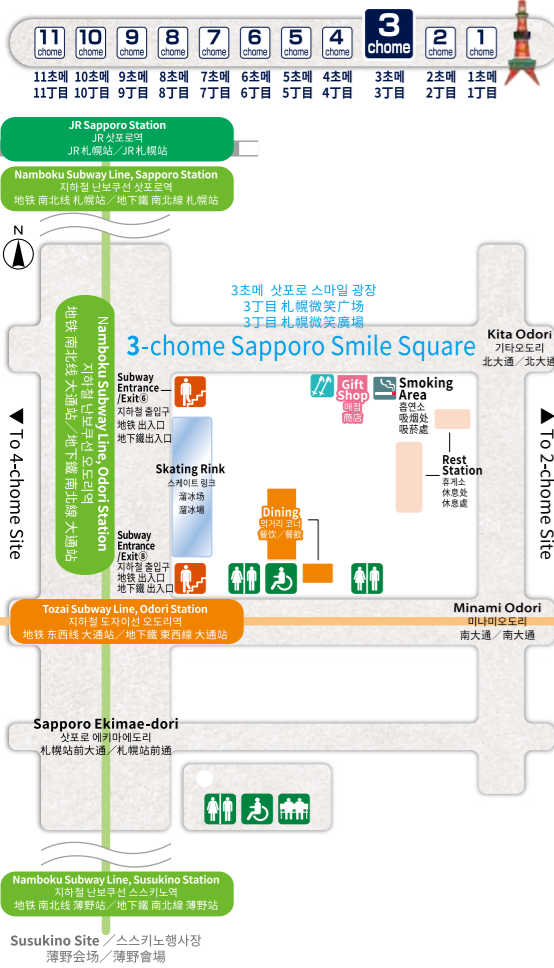 11 chome
10 chome
9 chome
8 chome
7 chome
6 chome
5 chome
4 chome
3 chome
2 chome
1 chome
11초메 10초메 9초메 8초메 7초메 6초메 5초메 4초메 3초메 2초메 1초메
11丁目 10丁目 9丁目 8丁目 7丁目 6丁目 5丁目 4丁目 3丁目 2丁目 1丁目
JR Sapporo Station
JR 삿포로역
JR 札幌站／JR 札幌站
Namboku Subway Line, Sapporo Station
지하철 난보쿠선 삿포로역
地铁 南北线 札幌站／地下鐵 南北線 札幌站
N
3초메 삿포로 스마일 광장
3丁目 札幌微笑广场
3丁目 札幌微笑廣場
3-chome Sapporo Smile Square
Kita Odori
기타오도리
北大通／北大通
Namboku Subway Line, Odori Station
지하철 난보쿠선 오도리역
地铁 南北线 大通站／地下鐵 南北線 大通站
Subway
Entrance
/Exit⑥
지하철 출입구
地铁 出入口
地下鐵出入口
Gift
Shop
매점
商店
Smoking
Area
흡연소
吸烟处
吸菸處
Skating Rink
스케이트 링크
溜冰场
溜冰場
Rest
Station
휴게소
休息处
休息處
◀ To 4-chome Site
▶ To 2-chome Site
Dining
먹거리 코너
餐饮／餐飲
Subway
Entrance
/Exit⑧
지하철 출입구
地铁 出入口
地下鐵 出入口
Tozai Subway Line, Odori Station
지하철 도자이선 오도리역
地铁 东西线 大通站／地下鐵 東西線 大通站
Minami Odori
미나미오도리
南大通／南大通
Sapporo Ekimae-dori
삿포로 에키마에도리
札幌站前大通／札幌站前通
Namboku Subway Line, Susukino Station
지하철 난보쿠선 스스키노역
地铁 南北线 薄野站／地下鐵 南北線 薄野站
Susukino Site ／스스키노행사장
薄野会场／薄野會場